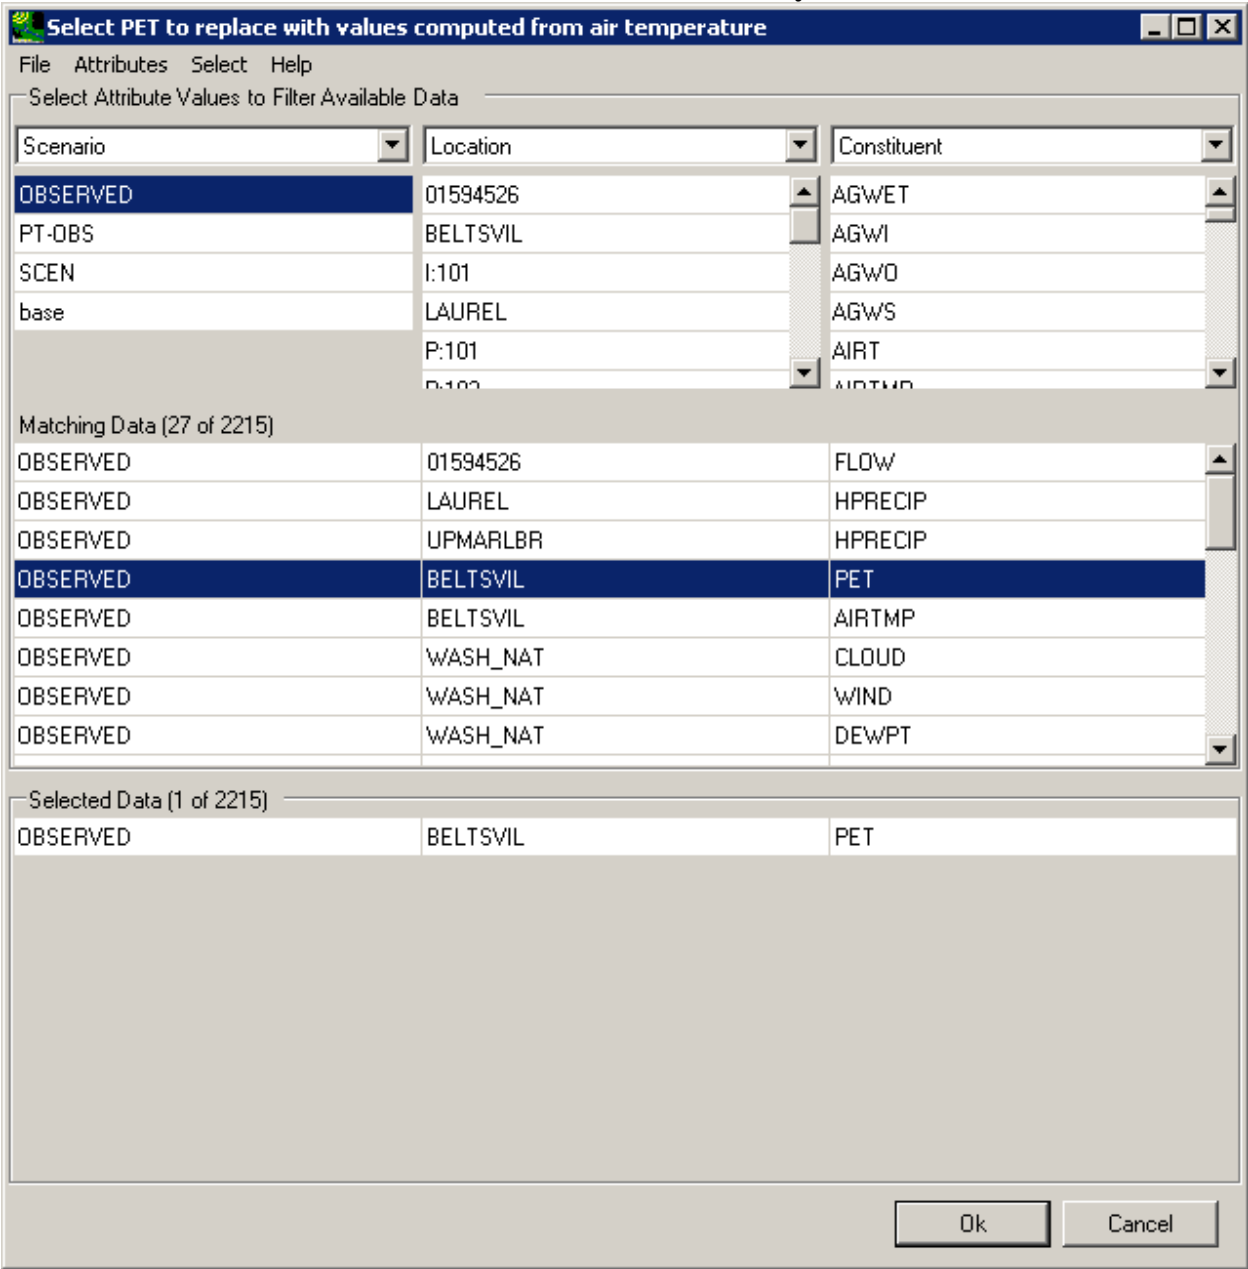 Select PET to replace with values computed from air temperature
File Attributes Select Help
Select Attribute Values to Filter Available Data
Scenario Location Constituent
OBSERVED 01594526 AGWET
PT-OBS BELTSVIL AGWI
SCEN I:101 AGWO
base LAUREL AGWS
P:101 AIRT
P:102 AIRTMP
Matching Data (27 of 2215)
OBSERVED 01594526 FLOW
OBSERVED LAUREL HPRECIP
OBSERVED UPMARLBR HPRECIP
OBSERVED BELTSVIL PET
OBSERVED BELTSVIL AIRTMP
OBSERVED WASH_NAT CLOUD
OBSERVED WASH_NAT WIND
OBSERVED WASH_NAT DEWPT
Selected Data (1 of 2215)
OBSERVED BELTSVIL PET
Ok Cancel